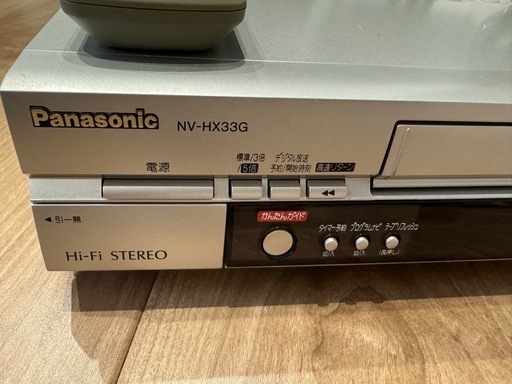 Panasonic NV-HX33G
電源
標準/3倍
/5倍
デジタル放送
予約/開始時刻
高速リターン
◀◀
◀ 引一開
かんたんガイド
タイマー予約 プログラムナビ テープリフレッシュ
切/入 切/入 (長押し)
Hi-Fi STEREO